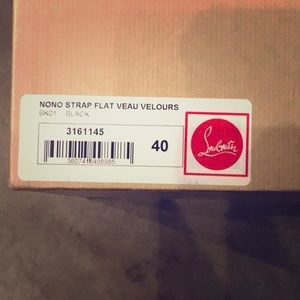 NONO STRAP FLAT VEAU VELOURS
BK01 BLACK
3161145
40
Louboutin